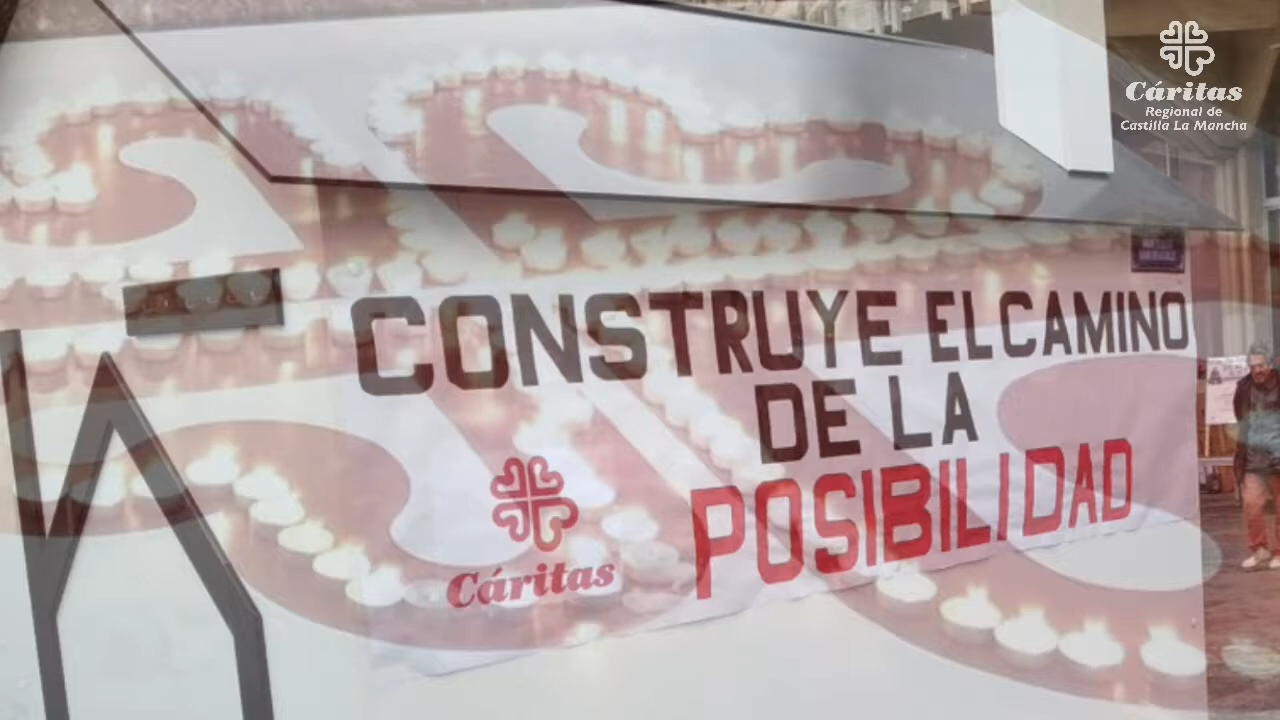 Cáritas
Regional de
Castilla La Mancha
CONSTRUYE EL CAMINO
DE LA
POSIBILIDAD
Cáritas